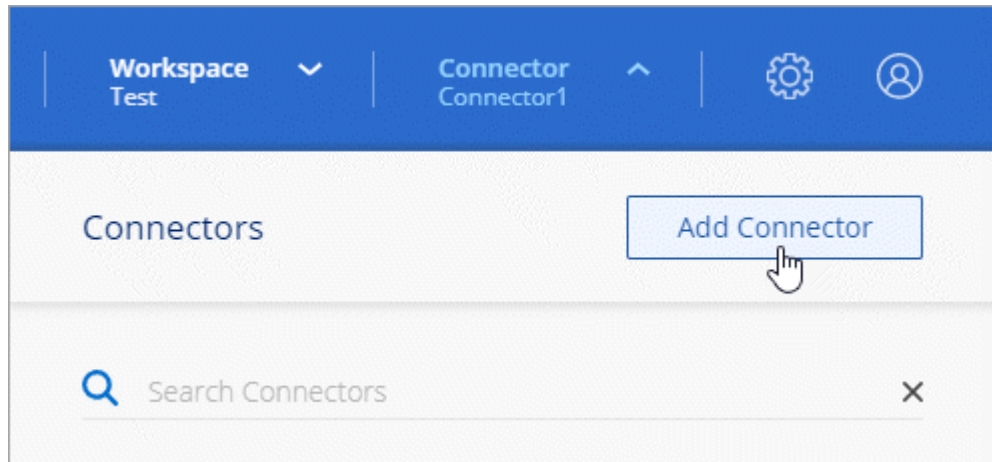 Workspace
Test
Connector
Connector1
Connectors
Add Connector
Search Connectors